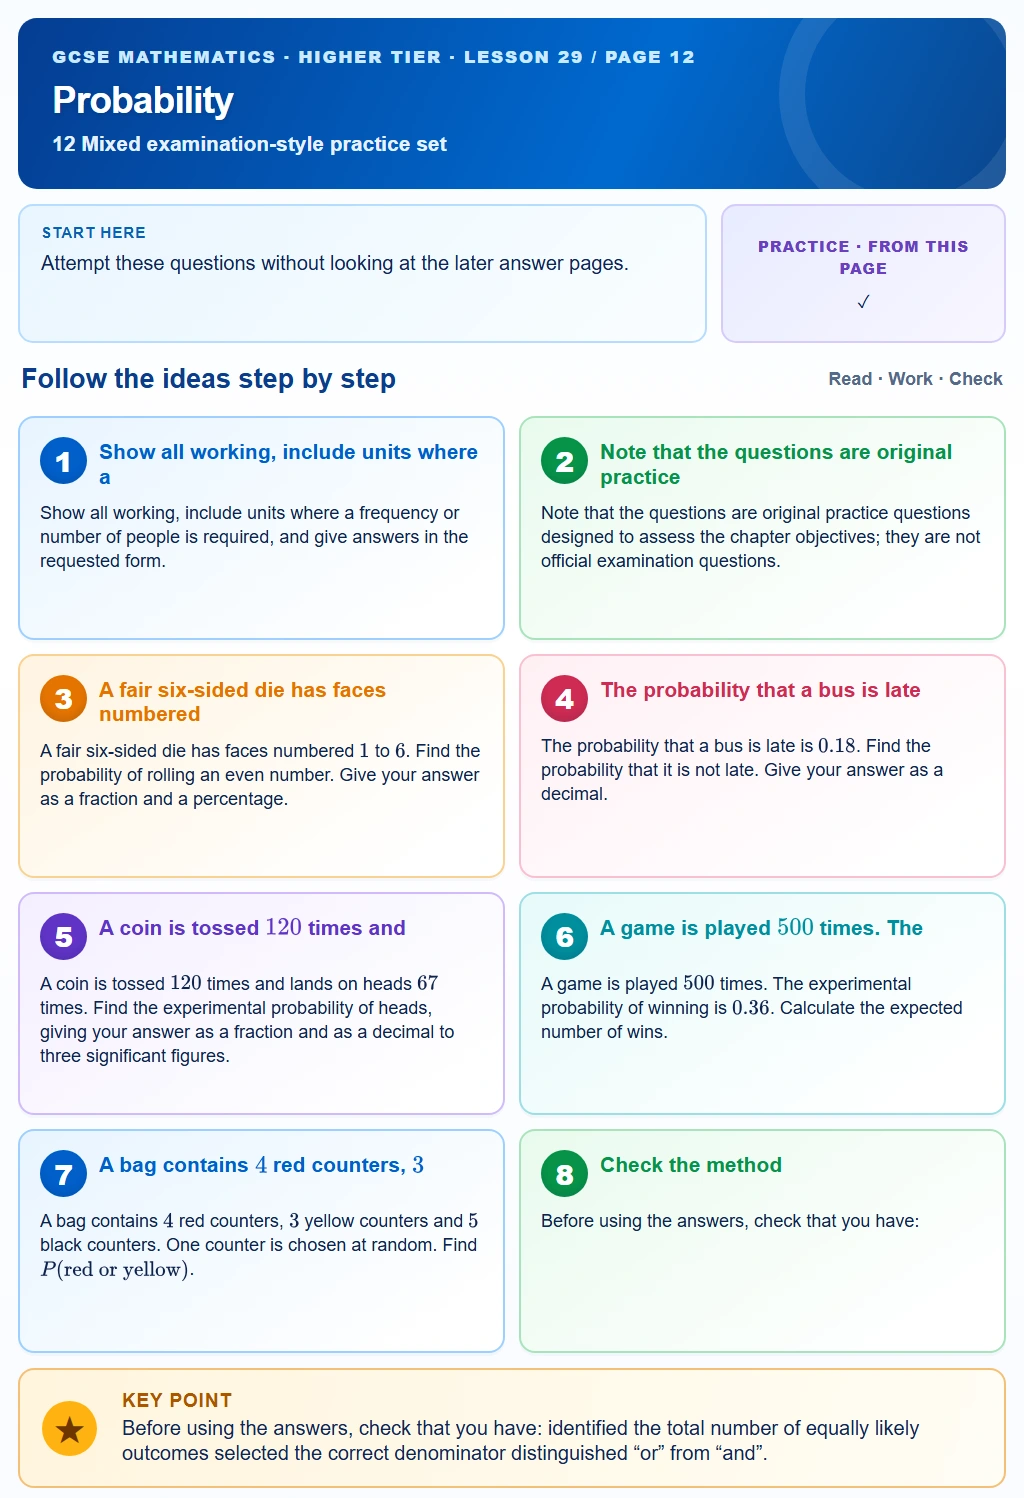 GCSE MATHEMATICS · HIGHER TIER · LESSON 29 / PAGE 12
Probability
12 Mixed examination-style practice set
START HERE
Attempt these questions without looking at the later answer pages.
PRACTICE · FROM THIS
PAGE
✓
Follow the ideas step by step
Read · Work · Check
1
Show all working, include units where
a
Show all working, include units where a frequency or
number of people is required, and give answers in the
requested form.
2
Note that the questions are original
practice
Note that the questions are original practice questions
designed to assess the chapter objectives; they are not
official examination questions.
3
A fair six-sided die has faces
numbered
A fair six-sided die has faces numbered 1 to 6. Find the
probability of rolling an even number. Give your answer
as a fraction and a percentage.
4
The probability that a bus is late
The probability that a bus is late is 0.18. Find the
probability that it is not late. Give your answer as a
decimal.
5
A coin is tossed 120 times and
A coin is tossed 120 times and lands on heads 67
times. Find the experimental probability of heads,
giving your answer as a fraction and as a decimal to
three significant figures.
6
A game is played 500 times. The
A game is played 500 times. The experimental
probability of winning is 0.36. Calculate the expected
number of wins.
7
A bag contains 4 red counters, 3
A bag contains 4 red counters, 3 yellow counters and 5
black counters. One counter is chosen at random. Find
P(red or yellow).
8
Check the method
Before using the answers, check that you have:
KEY POINT
Before using the answers, check that you have: identified the total number of equally likely
outcomes selected the correct denominator distinguished “or” from “and”.